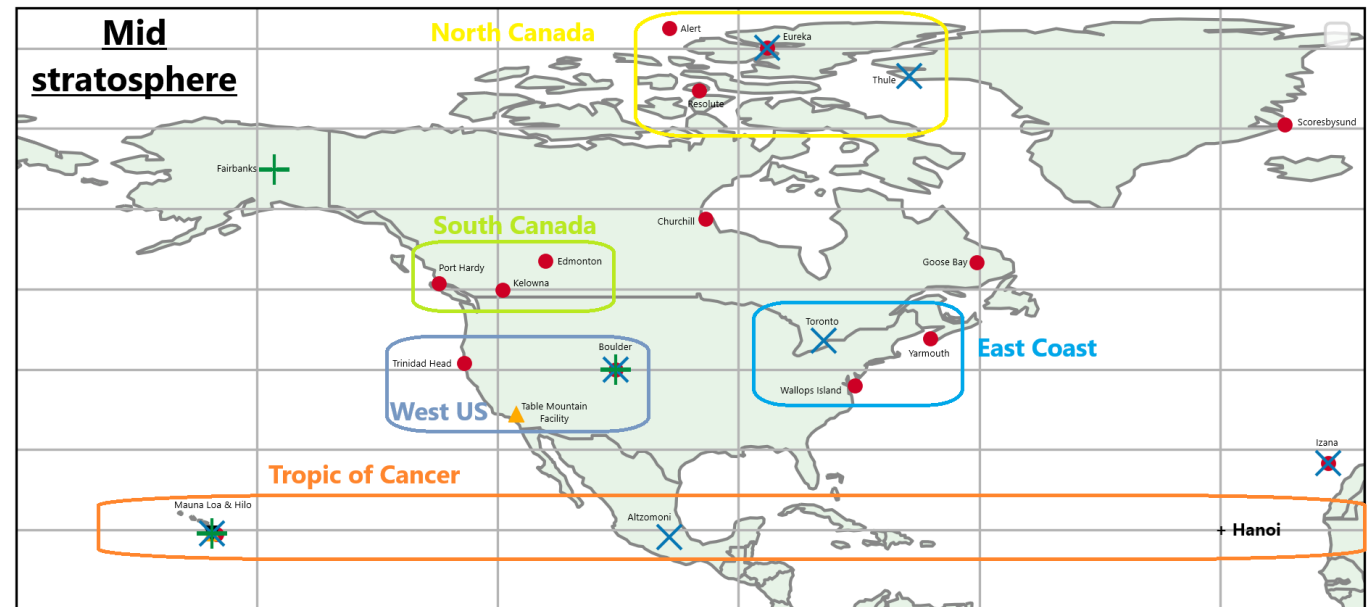 Mid
stratosphere
North Canada
Alert
Eureka
Thule
Resolute
Scoresbysund
Fairbanks
Churchill
South Canada
Port Hardy
Edmonton
Kelowna
Goose Bay
Toronto
Yarmouth
East Coast
Wallops Island
Boulder
Trinidad Head
West US
Table Mountain
Facility
Izana
Tropic of Cancer
Mauna Loa & Hilo
Altzomoni
+ Hanoi